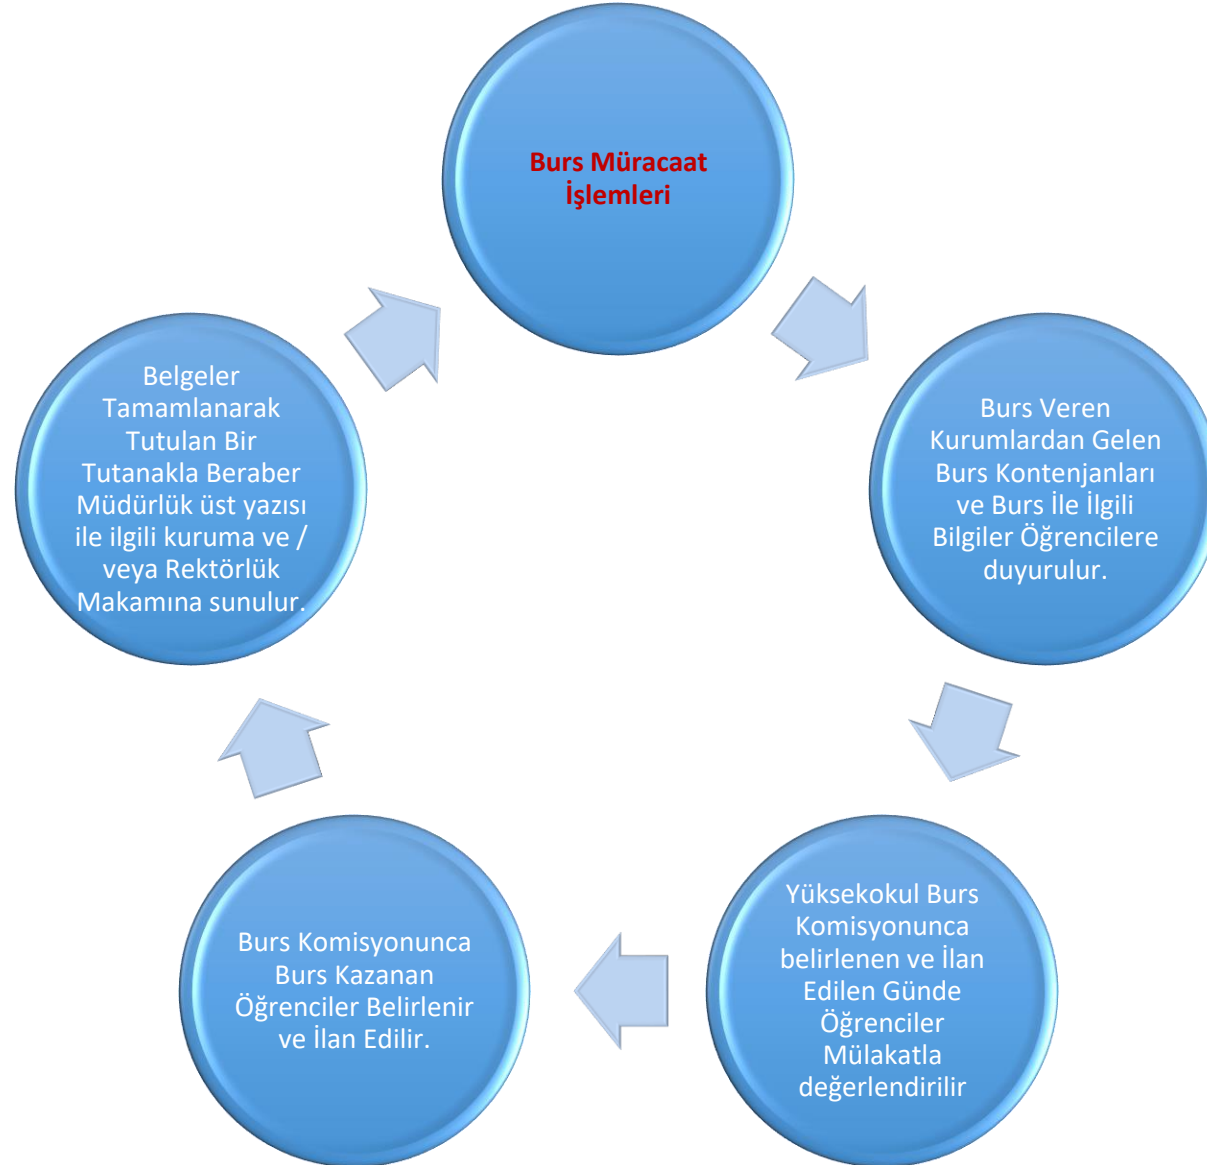 Burs Müracaat
İşlemleri
Burs Veren
Kurumlardan Gelen
Burs Kontenjanları
ve Burs İle İlgili
Bilgiler Öğrencilere
duyurulur.
Yüksekokul Burs
Komisyonunca
belirlenen ve İlan
Edilen Günde
Öğrenciler
Mülakatla
değerlendirilir
Burs Komisyonunca
Burs Kazanan
Öğrenciler Belirlenir
ve İlan Edilir.
Belgeler
Tamamlanarak
Tutulan Bir
Tutanakla Beraber
Müdürlük üst yazısı
ile ilgili kuruma ve /
veya Rektörlük
Makamına sunulur.